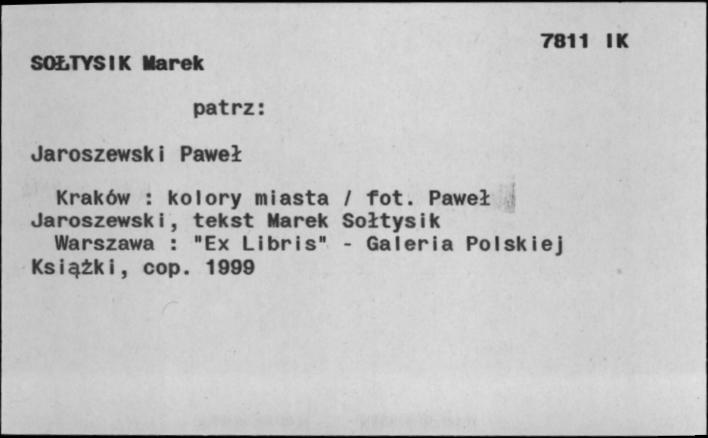 7811 IK
SOŁTYSIK Marek
patrz:
Jaroszewski Paweł
Kraków : kolory miasta / fot. Paweł
Jaroszewski, tekst Marek Sołtysik
Warszawa : "Ex Libris" - Galeria Polskiej
Książki, cop. 1999